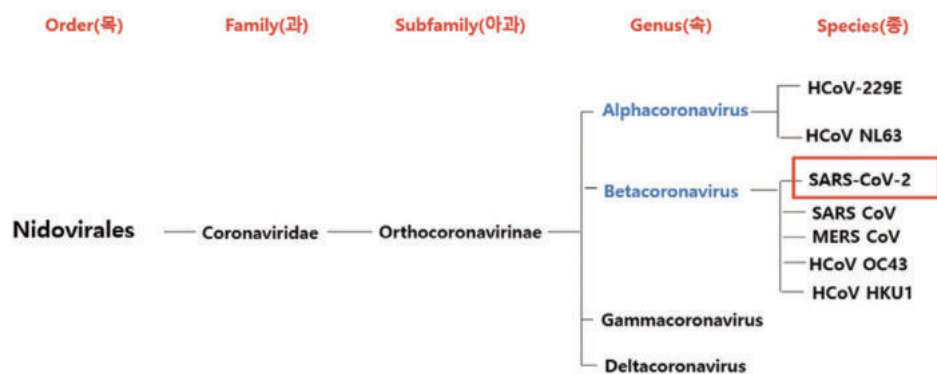 Order(목) Family(과) Subfamily(아과) Genus(속) Species(종)
HCoV-229E
Alphacoronavirus
HCoV NL63
SARS-CoV-2
Betacoronavirus
SARS CoV
Nidovirales Coronaviridae Orthocoronavirinae
MERS CoV
HCoV OC43
HCoV HKU1
Gammacoronavirus
Deltacoronavirus